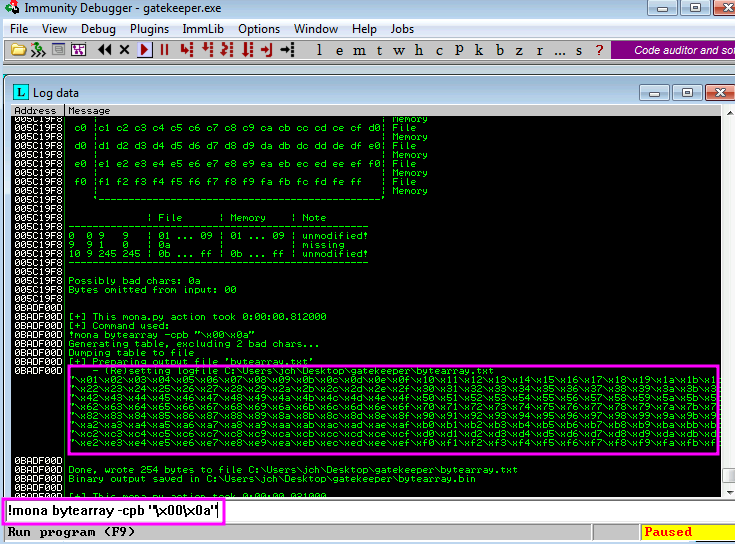 Immunity Debugger - gatekeeper.exe
File View Debug Plugins ImmLib Options Window Help Jobs
l e m t w h c P k b z r ... s ? Code auditor and sof
L Log data
Address Message
005C19F8 Memory
005C19F8 c0 |c1 c2 c3 c4 c5 c6 c7 c8 c9 ca cb cc cd ce cf d0| File
005C19F8 | Memory
005C19F8 d0 |d1 d2 d3 d4 d5 d6 d7 d8 d9 da db dc dd de df e0| File
005C19F8 | Memory
005C19F8 e0 |e1 e2 e3 e4 e5 e6 e7 e8 e9 ea eb ec ed ee ef f0| File
005C19F8 | Memory
005C19F8 f0 |f1 f2 f3 f4 f5 f6 f7 f8 f9 fa fb fc fd fe ff | File
005C19F8 | Memory
005C19F8
005C19F8
005C19F8 | File | Memory | Note
005C19F8 -----------------------------------------------
005C19F8 0 0 9 9 | 01 ... 09 | 01 ... 09 | unmodified!
005C19F8 9 9 1 0 | 0a | | missing
005C19F8 10 9 245 245 | 0b ... ff | 0b ... ff | unmodified!
005C19F8 -----------------------------------------------
005C19F8
005C19F8 Possibly bad chars: 0a
005C19F8 Bytes omitted from input: 00
005C19F8
0BADF00D
0BADF00D [+] This mona.py action took 0:00:00.812000
0BADF00D [+] Command used:
0BADF00D !mona bytearray -cpb "\x00\x0a"
0BADF00D Generating table, excluding 2 bad chars...
0BADF00D Dumping table to file
0BADF00D [+] Preparing output file 'bytearray.txt'
0BADF00D - (Re)setting logfile C:\Users\jch\Desktop\gatekeeper\bytearray.txt
"\x01\x02\x03\x04\x05\x06\x07\x08\x09\x0b\x0c\x0d\x0e\x0f\x10\x11\x12\x13\x14\x15\x16\x17\x18\x19\x1a\x1b\x1
"\x22\x23\x24\x25\x26\x27\x28\x29\x2a\x2b\x2c\x2d\x2e\x2f\x30\x31\x32\x33\x34\x35\x36\x37\x38\x39\x3a\x3b\x3
"\x42\x43\x44\x45\x46\x47\x48\x49\x4a\x4b\x4c\x4d\x4e\x4f\x50\x51\x52\x53\x54\x55\x56\x57\x58\x59\x5a\x5b\x5
"\x62\x63\x64\x65\x66\x67\x68\x69\x6a\x6b\x6c\x6d\x6e\x6f\x70\x71\x72\x73\x74\x75\x76\x77\x78\x79\x7a\x7b\x7
"\x82\x83\x84\x85\x86\x87\x88\x89\x8a\x8b\x8c\x8d\x8e\x8f\x90\x91\x92\x93\x94\x95\x96\x97\x98\x99\x9a\x9b\x9
"\xa2\xa3\xa4\xa5\xa6\xa7\xa8\xa9\xaa\xab\xac\xad\xae\xaf\xb0\xb1\xb2\xb3\xb4\xb5\xb6\xb7\xb8\xb9\xba\xbb\xb
"\xc2\xc3\xc4\xc5\xc6\xc7\xc8\xc9\xca\xcb\xcc\xcd\xce\xcf\xd0\xd1\xd2\xd3\xd4\xd5\xd6\xd7\xd8\xd9\xda\xdb\xd
"\xe2\xe3\xe4\xe5\xe6\xe7\xe8\xe9\xea\xeb\xec\xed\xee\xef\xf0\xf1\xf2\xf3\xf4\xf5\xf6\xf7\xf8\xf9\xfa\xfb\xf
0BADF00D
0BADF00D Done, wrote 254 bytes to file C:\Users\jch\Desktop\gatekeeper\bytearray.txt
0BADF00D Binary output saved in C:\Users\jch\Desktop\gatekeeper\bytearray.bin
0BADF00D
0BADF00D [+] This mona.py action took 0:00:00.031000
!mona bytearray -cpb "\x00\x0a"
Run program (F9) Paused